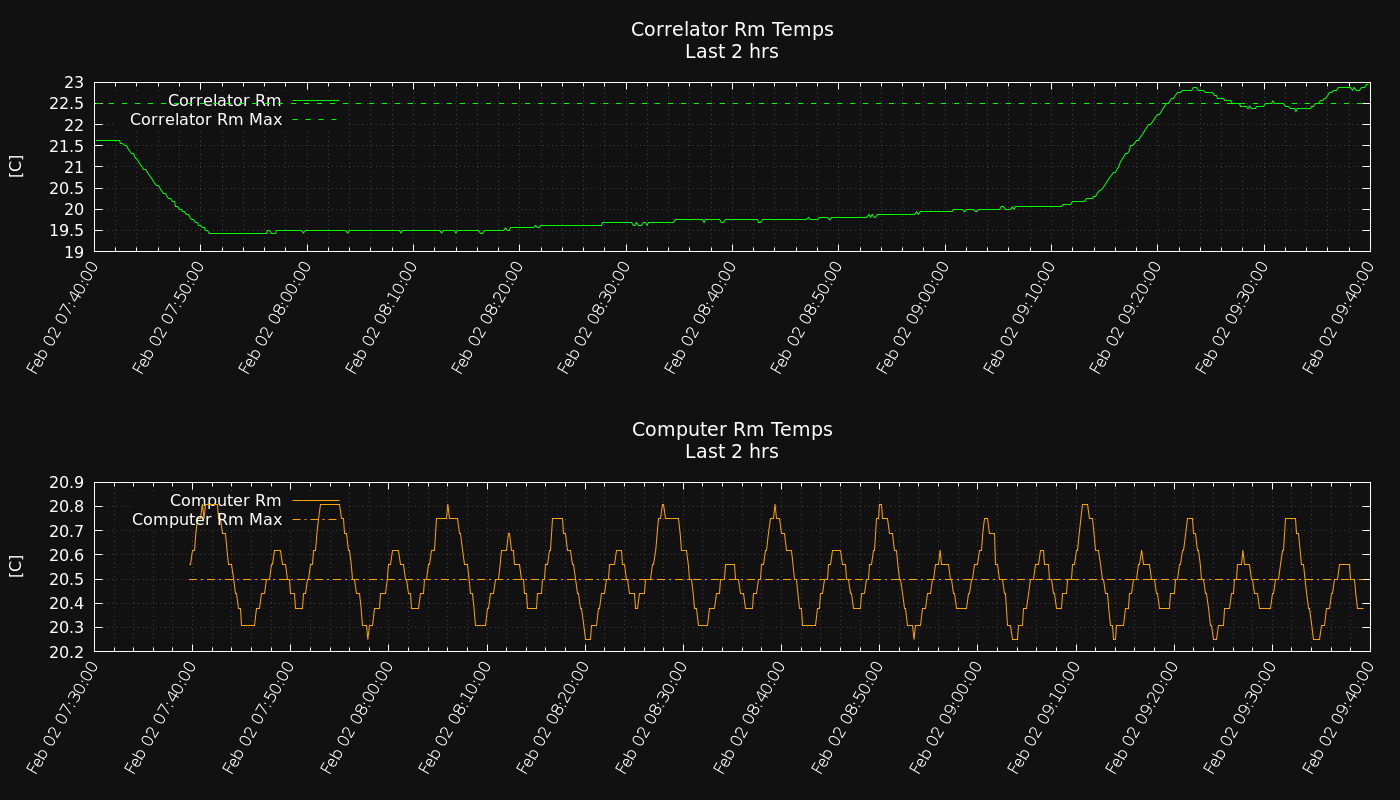 Correlator Rm Temps
Last 2 hrs
23
22.5
22
21.5
21
20.5
20
19.5
19
[C]
Correlator Rm
Correlator Rm Max
Feb 02 07:40:00
Feb 02 07:50:00
Feb 02 08:00:00
Feb 02 08:10:00
Feb 02 08:20:00
Feb 02 08:30:00
Feb 02 08:40:00
Feb 02 08:50:00
Feb 02 09:00:00
Feb 02 09:10:00
Feb 02 09:20:00
Feb 02 09:30:00
Feb 02 09:40:00
Computer Rm Temps
Last 2 hrs
20.9
20.8
20.7
20.6
20.5
20.4
20.3
20.2
[C]
Computer Rm
Computer Rm Max
Feb 02 07:30:00
Feb 02 07:40:00
Feb 02 07:50:00
Feb 02 08:00:00
Feb 02 08:10:00
Feb 02 08:20:00
Feb 02 08:30:00
Feb 02 08:40:00
Feb 02 08:50:00
Feb 02 09:00:00
Feb 02 09:10:00
Feb 02 09:20:00
Feb 02 09:30:00
Feb 02 09:40:00